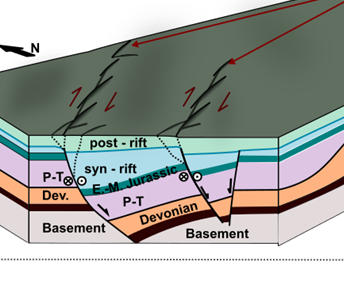 N
post - rift
syn - rift
P-T
E.-M. Jurassic
Dev.
P-T
Devonian
Basement
Basement